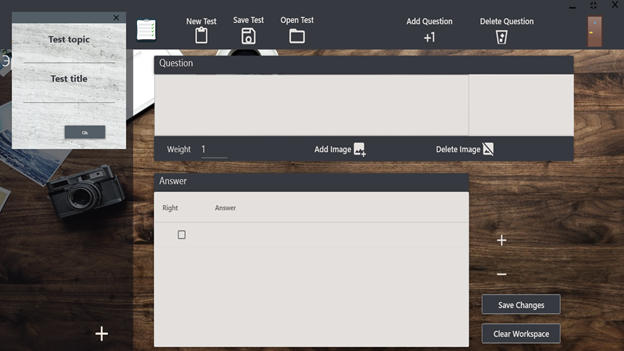 Test topic
Test title
Ok
New Test
Save Test
Open Test
Add Question
+1
Delete Question
Э
Question
Weight 1
Add Image
Delete Image
Answer
Right Answer
Save Changes
Clear Workspace